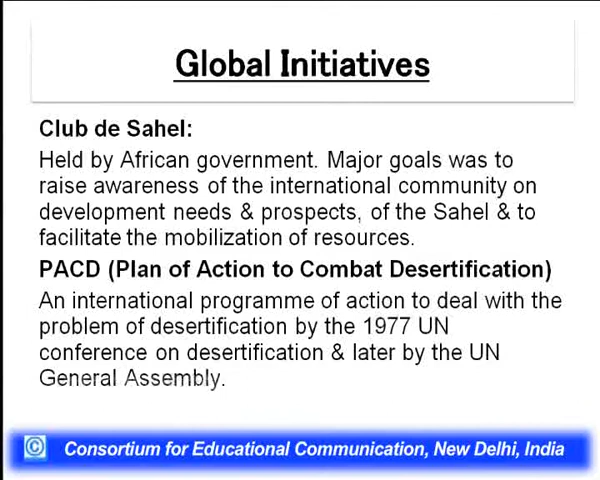 Global Initiatives
Club de Sahel:
Held by African government. Major goals was to
raise awareness of the international community on
development needs & prospects, of the Sahel & to
facilitate the mobilization of resources.
PACD (Plan of Action to Combat Desertification)
An international programme of action to deal with the
problem of desertification by the 1977 UN
conference on desertification & later by the UN
General Assembly.
© Consortium for Educational Communication, New Delhi, India